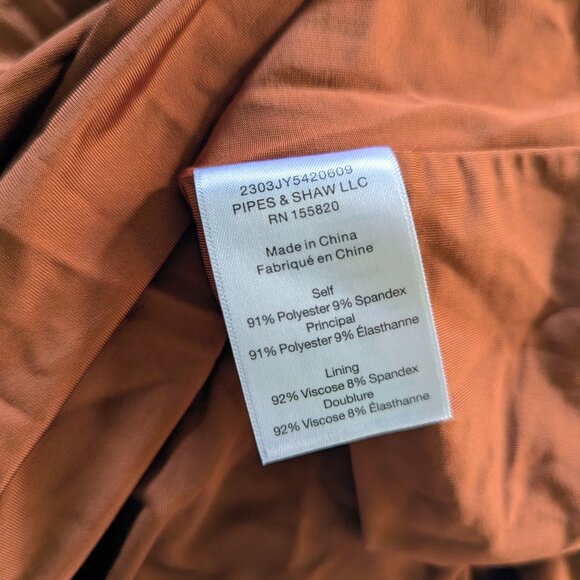 2303JY5420609
PIPES & SHAW LLC
RN 155820
Made in China
Fabriqué en Chine
Self
91% Polyester 9% Spandex
Principal
91% Polyester 9% Élasthanne
Lining
92% Viscose 8% Spandex
Doublure
92% Viscose 8% Élasthanne